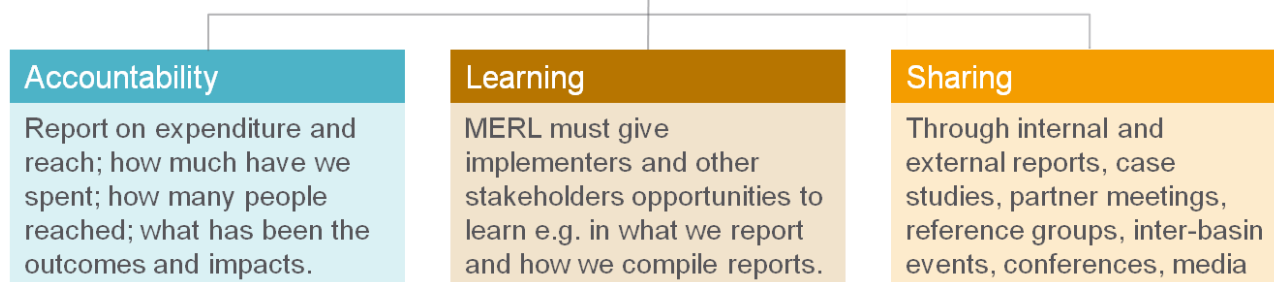 Accountability
Report on expenditure and
reach; how much have we
spent; how many people
reached; what has been the
outcomes and impacts.
Learning
MERL must give
implementers and other
stakeholders opportunities to
learn e.g. in what we report
and how we compile reports.
Sharing
Through internal and
external reports, case
studies, partner meetings,
reference groups, inter-basin
events, conferences, media